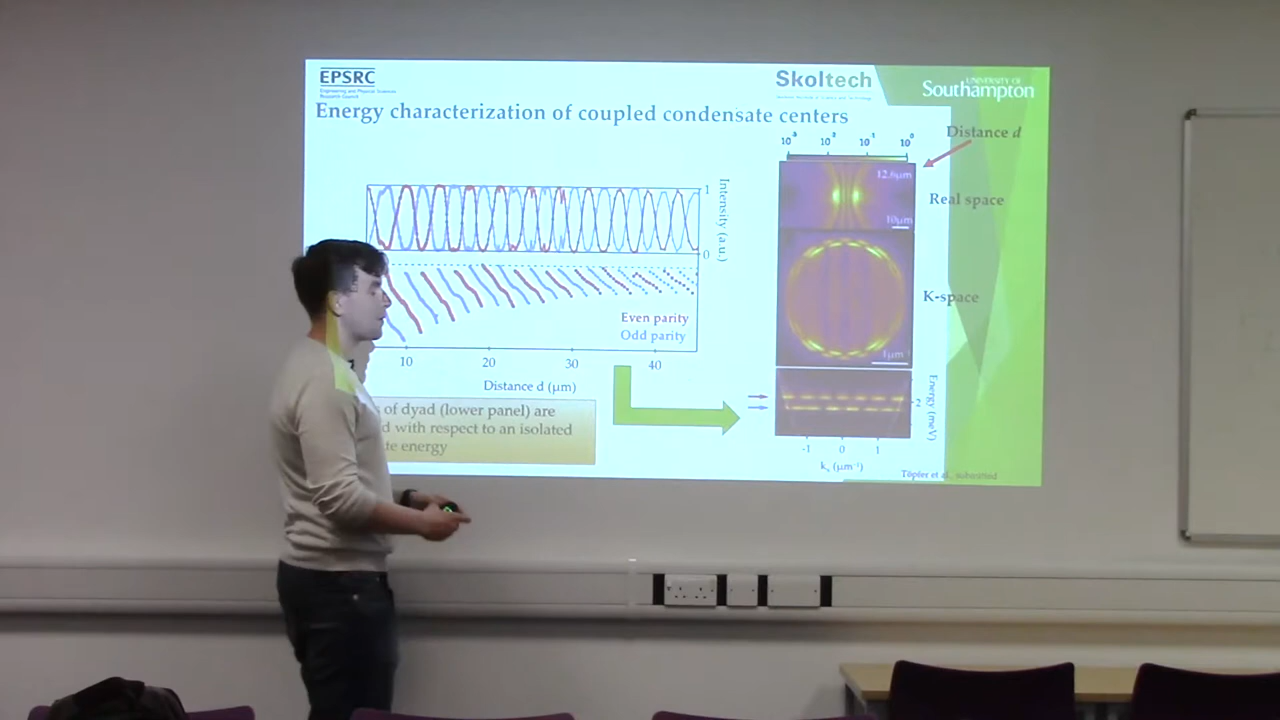 EPSRC
Engineering and Physical Sciences
Research Council
Skoltech
UNIVERSITY OF
Southampton
Energy characterization of coupled condensate centers
Distance d
12.6μm
Real space
10μm
K-space
1μm⁻¹
Intensity (a.u.)
1
0
Even parity
Odd parity
10 20 30 40
Distance d (μm)
of dyad (lower panel) are
with respect to an isolated
energy
Energy (meV)
2
-1 0 1
Töpfer et al., submitted